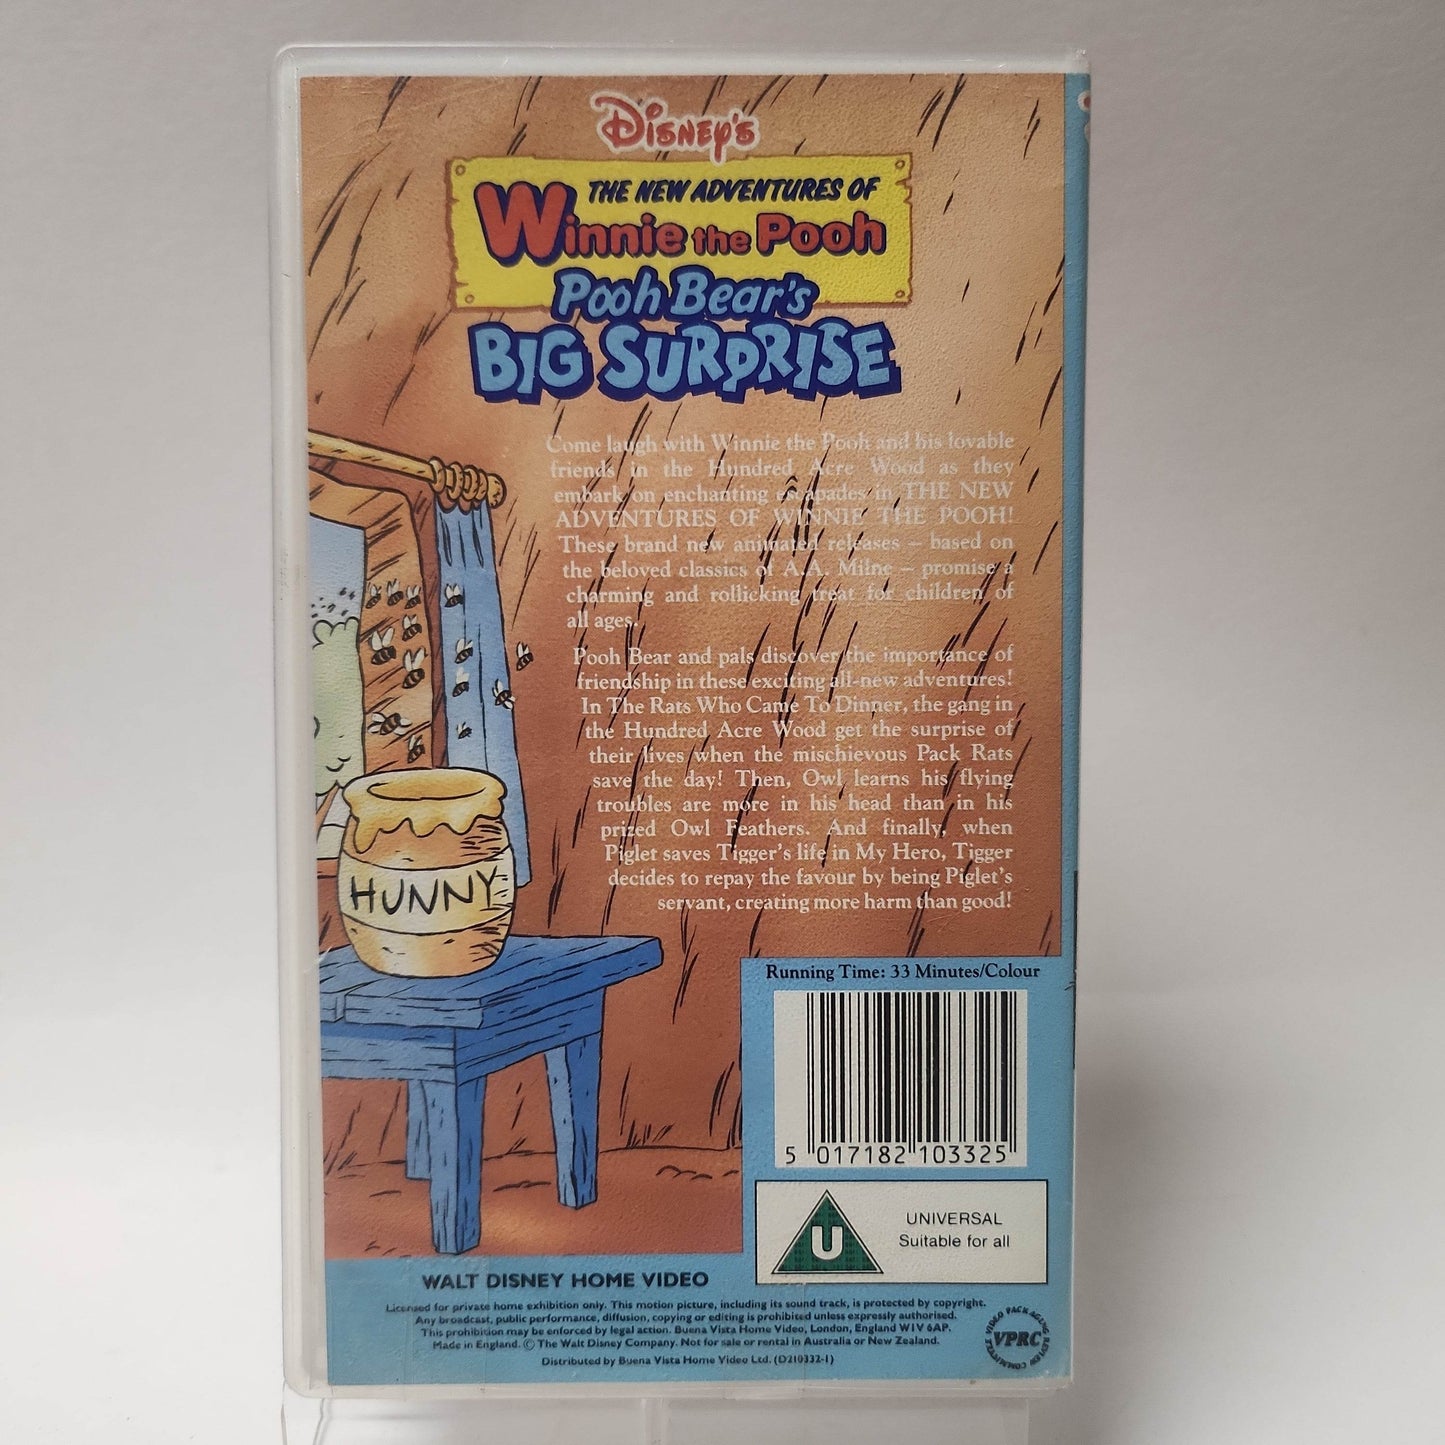 Disney's
THE NEW ADVENTURES OF
Winnie the Pooh
Pooh Bear's
BIG SURPRISE
Come laugh with Winnie the Pooh and his lovable
friends in the Hundred Acre Wood as they
embark on enchanting escapades in THE NEW
ADVENTURES OF WINNIE THE POOH!
These brand new animated releases – based on
the beloved classics of A.A. Milne – promise a
charming and rollicking treat for children of
all ages.
Pooh Bear and pals discover the importance of
friendship in these exciting all-new adventures!
In The Rats Who Came To Dinner, the gang in
the Hundred Acre Wood get the surprise of
their lives when the mischievous Pack Rats
save the day! Then, Owl learns his flying
troubles are more in his head than in his
prized Owl Feathers. And finally, when
Piglet saves Tigger's life in My Hero, Tigger
decides to repay the favour by being Piglet's
servant, creating more harm than good!
HUNNY
Running Time: 33 Minutes/Colour
5 017182 103325
U
UNIVERSAL
Suitable for all
WALT DISNEY HOME VIDEO
Licensed for private home exhibition only. This motion picture, including its sound track, is protected by copyright.
Any broadcast, public performance, diffusion, copying or editing is prohibited unless expressly authorised.
This prohibition may be enforced by legal action. Buena Vista Home Video, London, England W1V 6AP.
Made in England. © The Walt Disney Company. Not for sale or rental in Australia or New Zealand.
Distributed by Buena Vista Home Video Ltd. (D210332-1)
VIDEO PACKAGING REVIEW COMMITTEE
VPRC